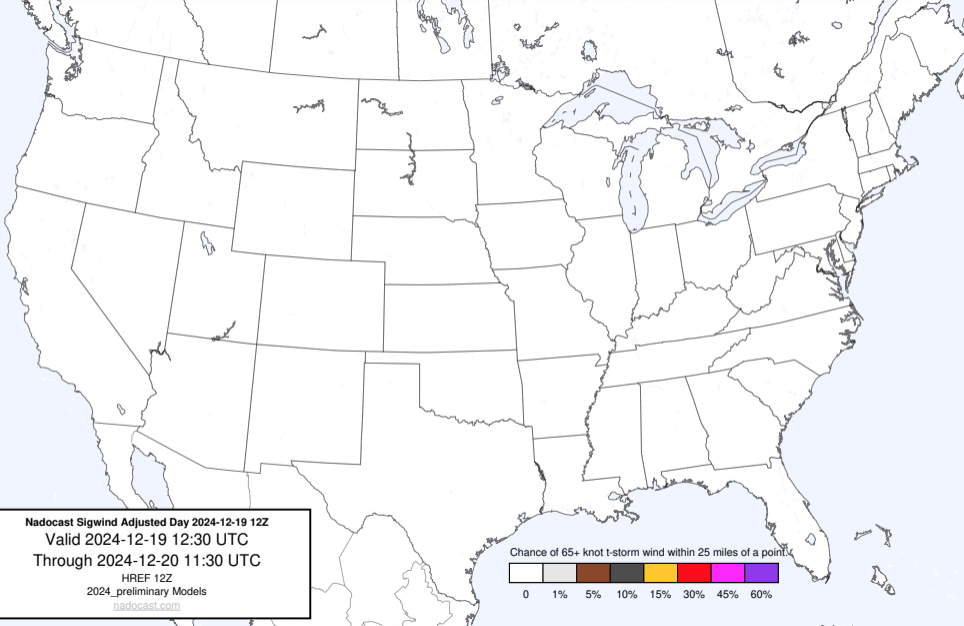 Nadocast Sigwind Adjusted Day 2024-12-19 12Z
Valid 2024-12-19 12:30 UTC
Through 2024-12-20 11:30 UTC
HREF 12Z
2024_preliminary Models
nadocast.com
Chance of 65+ knot t-storm wind within 25 miles of a point.
0 1% 5% 10% 15% 30% 45% 60%